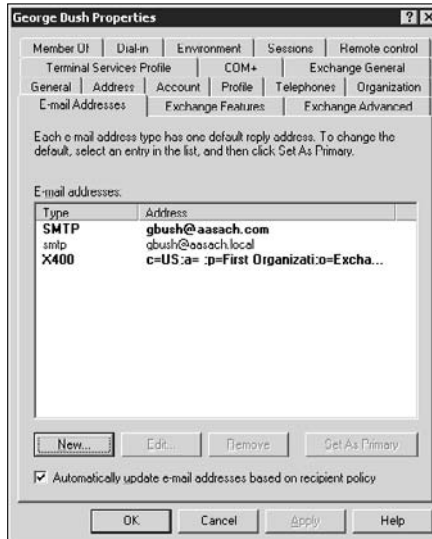 George Dush Properties
Member Of Dial-in Environment Sessions Remote control
Terminal Services Profile COM+ Exchange General
General Address Account Profile Telephones Organization
E-mail Addresses Exchange Features Exchange Advanced
Each e-mail address type has one default reply address. To change the
default, select an entry in the list, and then click Set As Primary.
E-mail addresses:
Type Address
SMTP gbush@aasach.com
smtp gbush@aasach.local
X400 c=US;a= ;p=First Organizati;o=Excha...
New... Edit... Remove Set As Primary
Automatically update e-mail addresses based on recipient policy
OK Cancel Apply Help